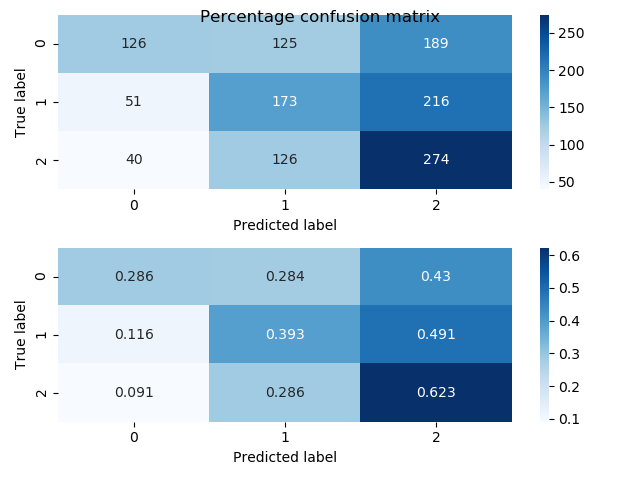 Percentage confusion matrix
0 126 125 189
1 51 173 216
2 40 126 274
0 1 2
Predicted label
True label
250
200
150
100
50
0 0.286 0.284 0.43
1 0.116 0.393 0.491
2 0.091 0.286 0.623
0 1 2
Predicted label
True label
0.6
0.5
0.4
0.3
0.2
0.1